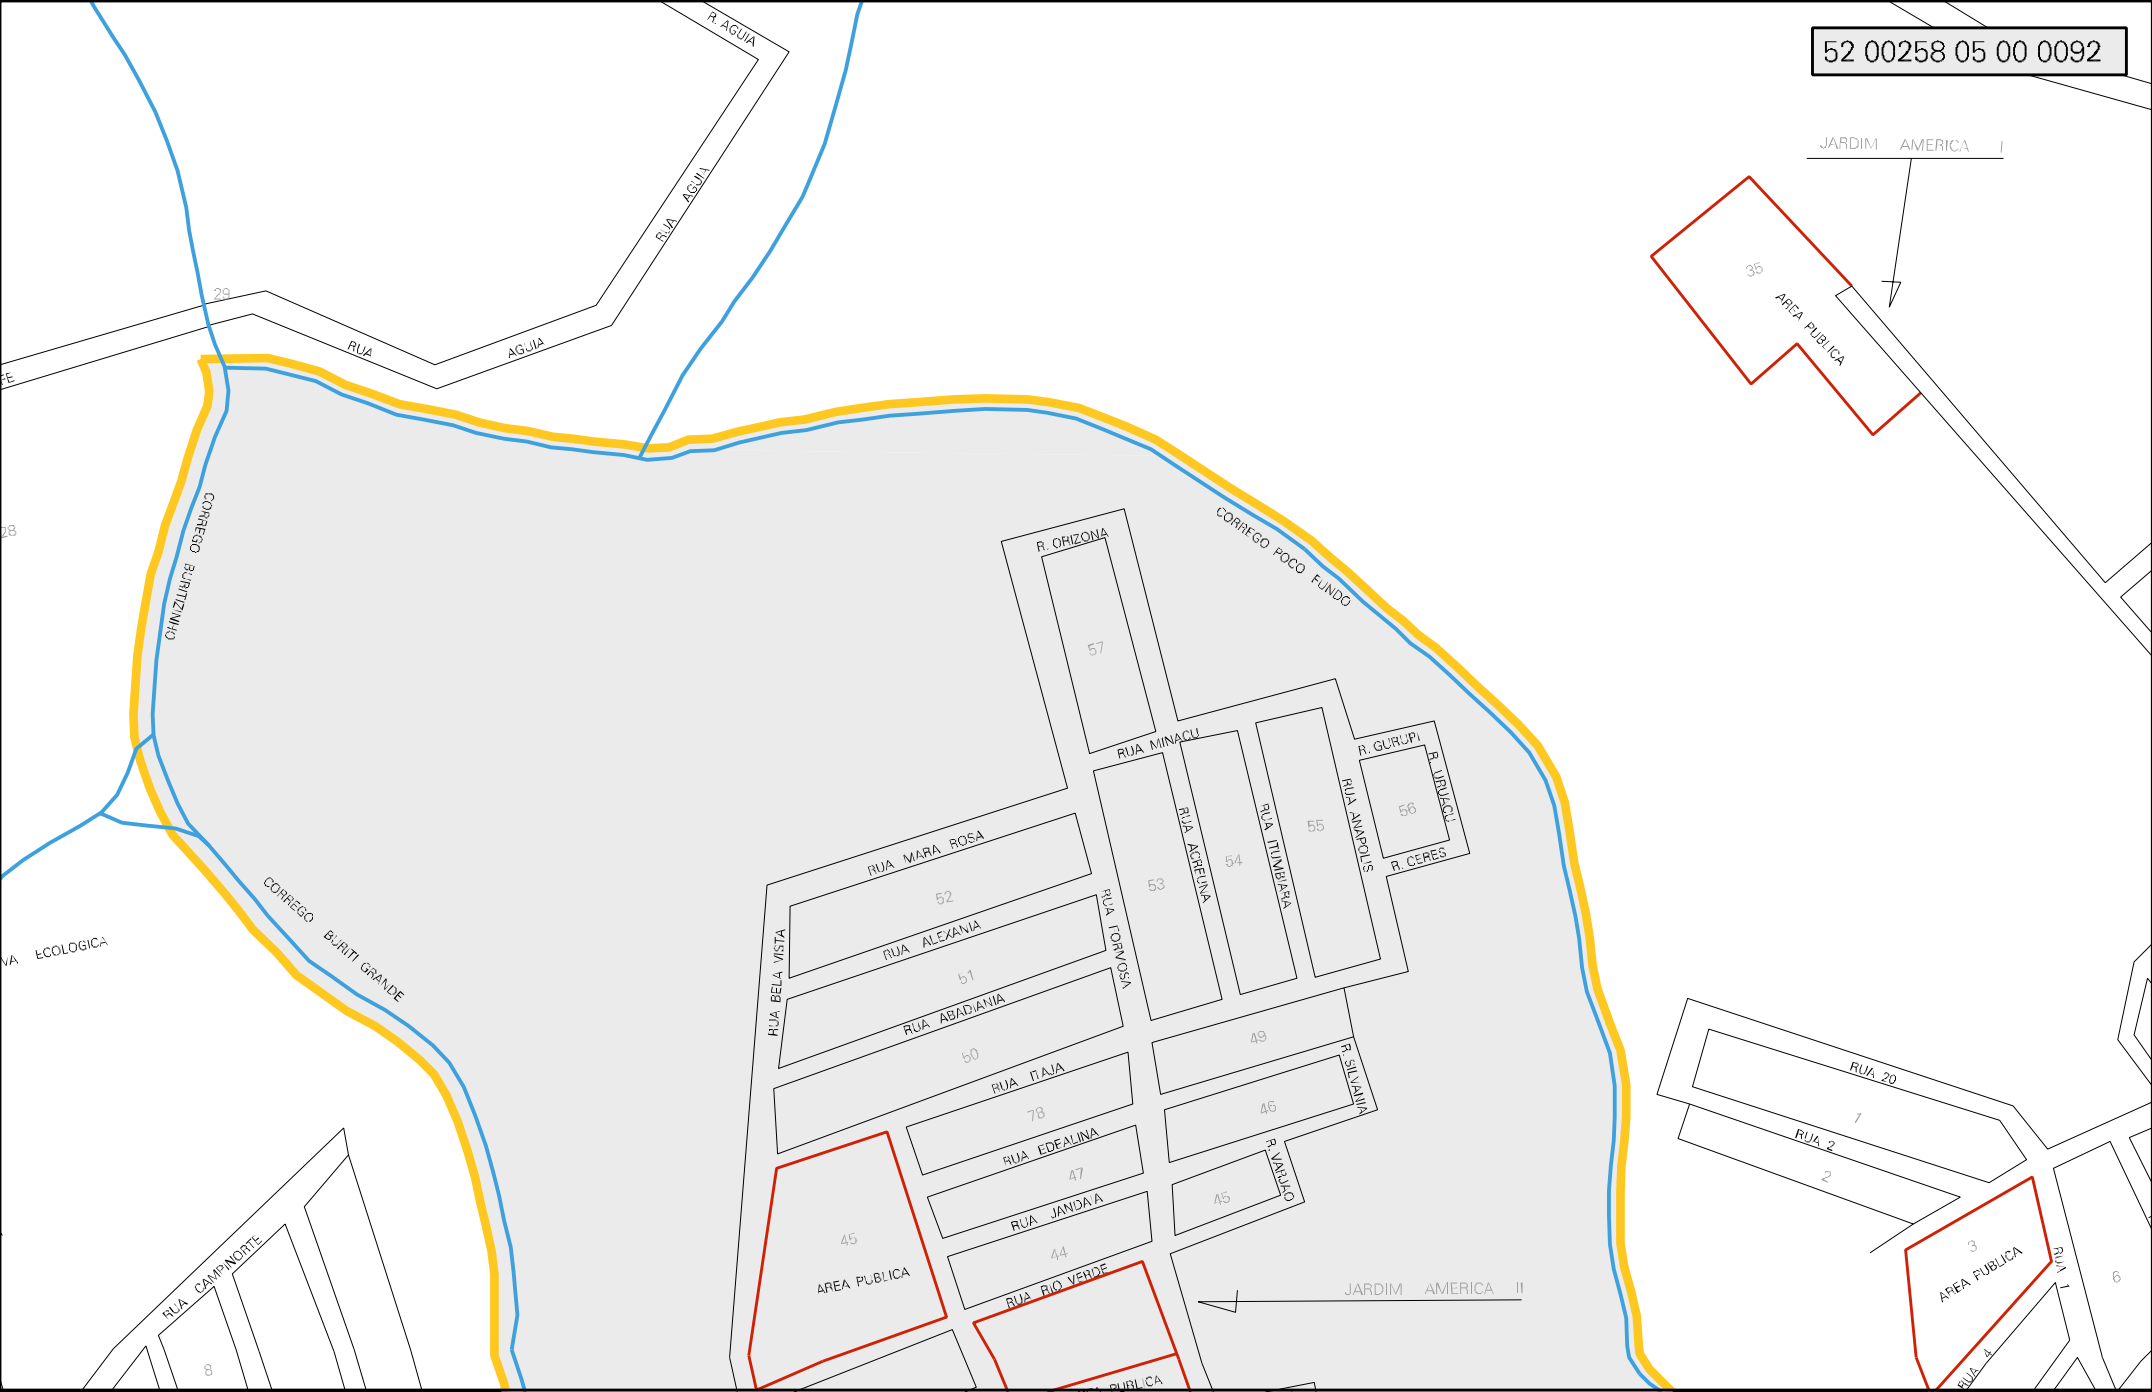 R. AGUIA
52 00258 05 00 0092
JARDIM AMERICA I
RUA AGUIA
35
AREA PUBLICA
29
RUA AGUIA
FE
28
CORREGO BURITIZINHO
CORREGO POCO FUNDO
R. ORIZONA
57
RUA MINACU
R. GURUPI
R. URUACU
56
R. CERES
RUA ANAPOLIS
55
RUA ITUMBIARA
54
RUA ACREUNA
53
RUA FORMOSA
RUA MARA ROSA
52
RUA ALEXANIA
51
RUA ABADIANIA
50
RUA BELA VISTA
RUA ITAJA
78
RUA EDEALINA
47
RUA JANDAIA
44
RUA RIO VERDE
49
R. SILVANIA
46
R. VARJAO
45
45
AREA PUBLICA
JARDIM AMERICA II
PUBLICA
CORREGO BURITI GRANDE
VA ECOLOGICA
RUA CAMPINORTE
8
RUA 20
1
RUA 2
2
3
AREA PUBLICA
RUA 1
6
RUA 4